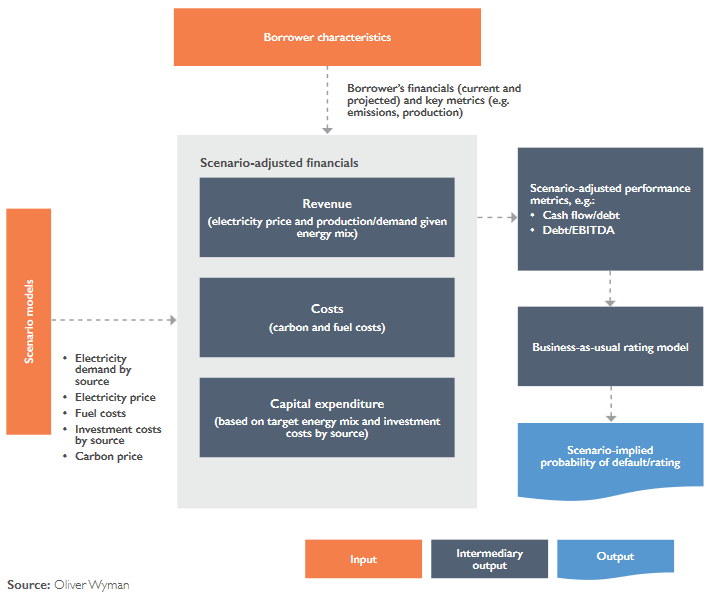 Borrower characteristics
Borrower's financials (current and
projected) and key metrics (e.g.
emissions, production)
Scenario-adjusted financials
Revenue
(electricity price and production/demand given
energy mix)
Costs
(carbon and fuel costs)
Capital expenditure
(based on target energy mix and investment
costs by source)
Scenario models
• Electricity
demand by
source
• Electricity price
• Fuel costs
• Investment costs
by source
• Carbon price
Scenario-adjusted performance
metrics, e.g.:
• Cash flow/debt
• Debt/EBITDA
Business-as-usual rating model
Scenario-implied
probability of default/rating
Input
Intermediary
output
Output
Source: Oliver Wyman